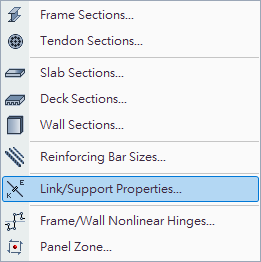 Frame Sections...
Tendon Sections...
Slab Sections...
Deck Sections...
Wall Sections...
Reinforcing Bar Sizes...
E
K
Link/Support Properties...
Frame/Wall Nonlinear Hinges...
Panel Zone...